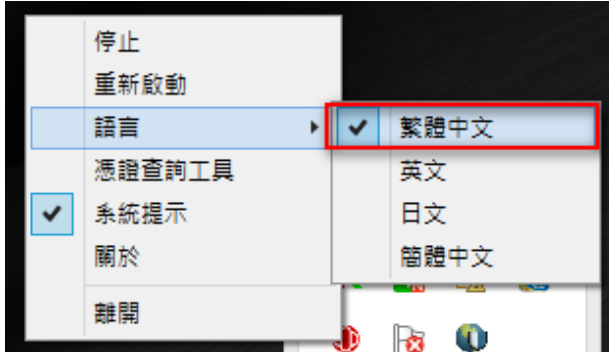 停止
重新啟動
語言
憑證查詢工具
系統提示
關於
離開
繁體中文
英文
日文
簡體中文